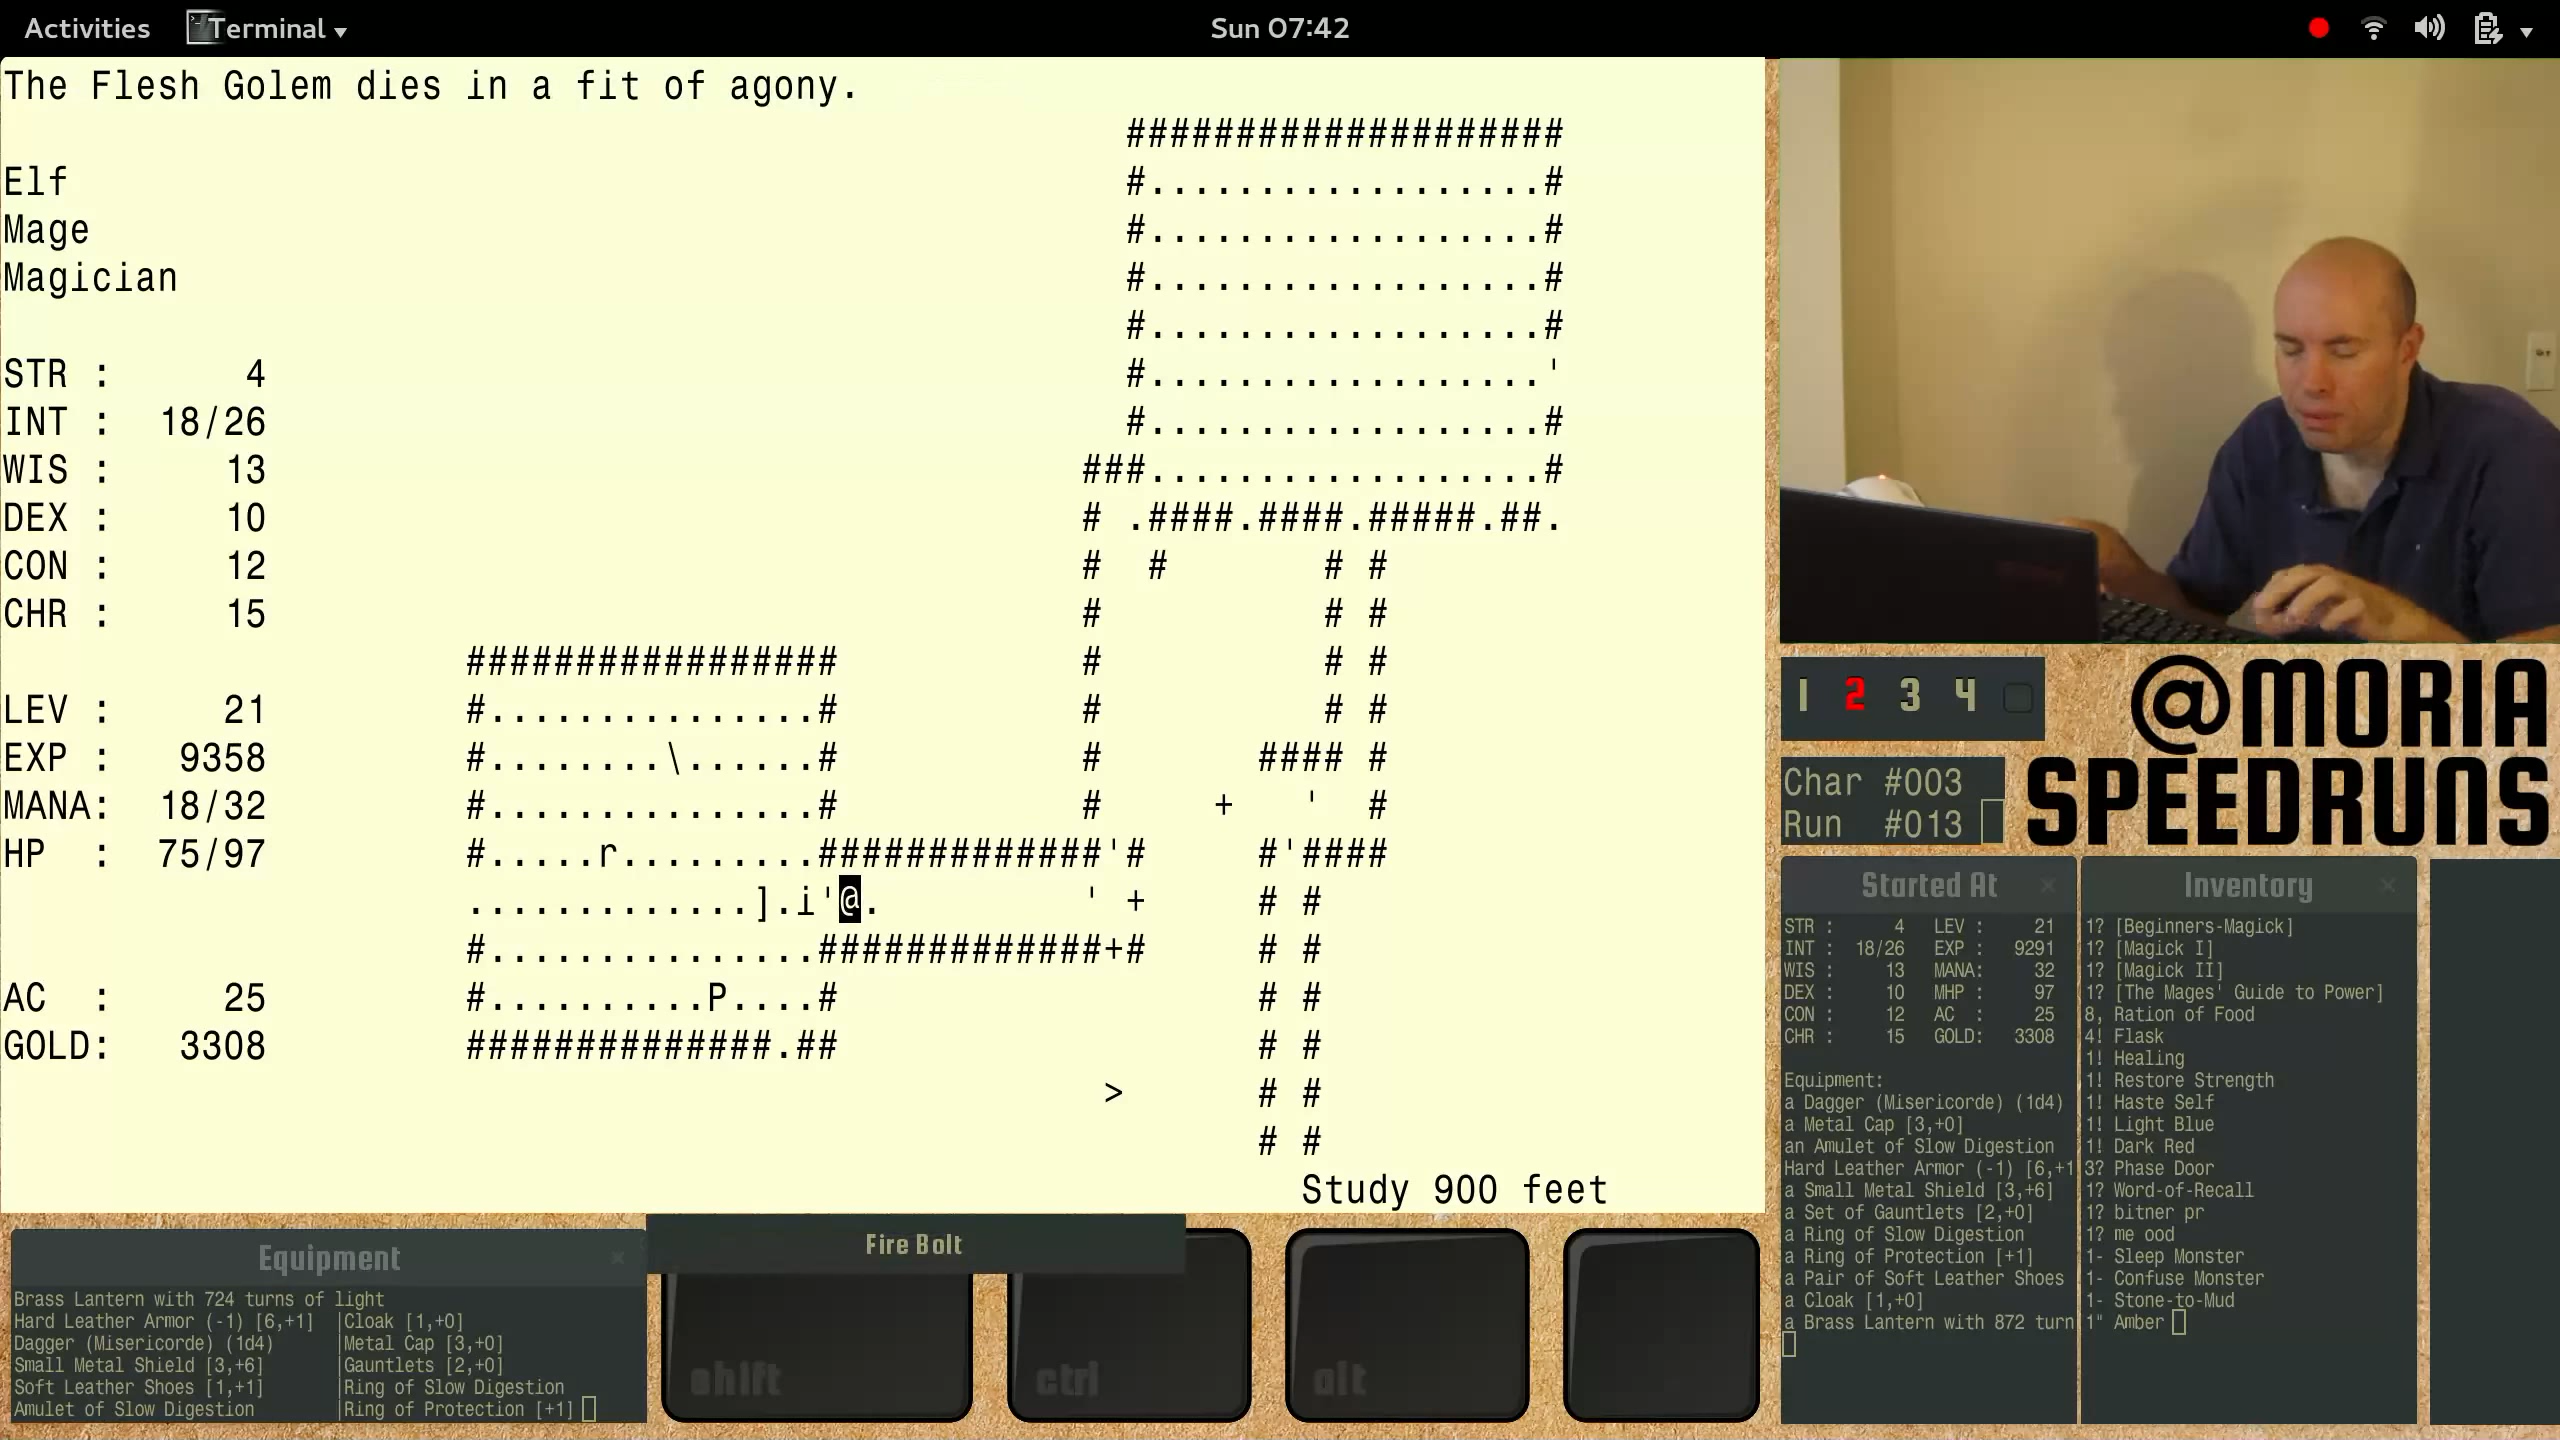 Activities Terminal Sun 07:42
The Flesh Golem dies in a fit of agony.
####################
Elf #..................#
Mage #..................#
Magician #..................#
#..................#
STR : 4 #..................'
INT : 18/26 #..................#
WIS : 13 ###..................#
DEX : 10 # .####.####.#####.##.
CON : 12 # # # #
CHR : 15 # # #
################# # # #
LEV : 21 #...............# # # #
EXP : 9358 #........\......# # #### #
MANA: 18/32 #...............# # + ' #
HP : 75/97 #.....r.........#############'# #'####
.............].i'@. ' + # #
#...............#############+# # #
AC : 25 #..........P....# # #
GOLD: 3308 ##############.## # #
> # #
# #
Study 900 feet
1 2 3 4
@MORIA
SPEEDRUNS
Char #003
Run #013
Started At
STR : 4 LEV : 21
INT : 18/26 EXP : 9291
WIS : 13 MANA: 32
DEX : 10 MHP : 97
CON : 12 AC : 25
CHR : 15 GOLD: 3308
Equipment:
a Dagger (Misericorde) (1d4)
a Metal Cap [3,+0]
an Amulet of Slow Digestion
Hard Leather Armor (-1) [6,+1
a Small Metal Shield [3,+6]
a Set of Gauntlets [2,+0]
a Ring of Slow Digestion
a Ring of Protection [+1]
a Pair of Soft Leather Shoes
a Cloak [1,+0]
a Brass Lantern with 872 turn
Inventory
1? [Beginners-Magick]
1? [Magick I]
1? [Magick II]
1? [The Mages' Guide to Power]
8, Ration of Food
4! Flask
1! Healing
1! Restore Strength
1! Haste Self
1! Light Blue
1! Dark Red
3? Phase Door
1? Word-of-Recall
1? bitner pr
1? me ood
1- Sleep Monster
1- Confuse Monster
1- Stone-to-Mud
1" Amber
Equipment
Brass Lantern with 724 turns of light
Hard Leather Armor (-1) [6,+1] |Cloak [1,+0]
Dagger (Misericorde) (1d4) |Metal Cap [3,+0]
Small Metal Shield [3,+6] |Gauntlets [2,+0]
Soft Leather Shoes [1,+1] |Ring of Slow Digestion
Amulet of Slow Digestion |Ring of Protection [+1]
Fire Bolt
shift ctrl alt